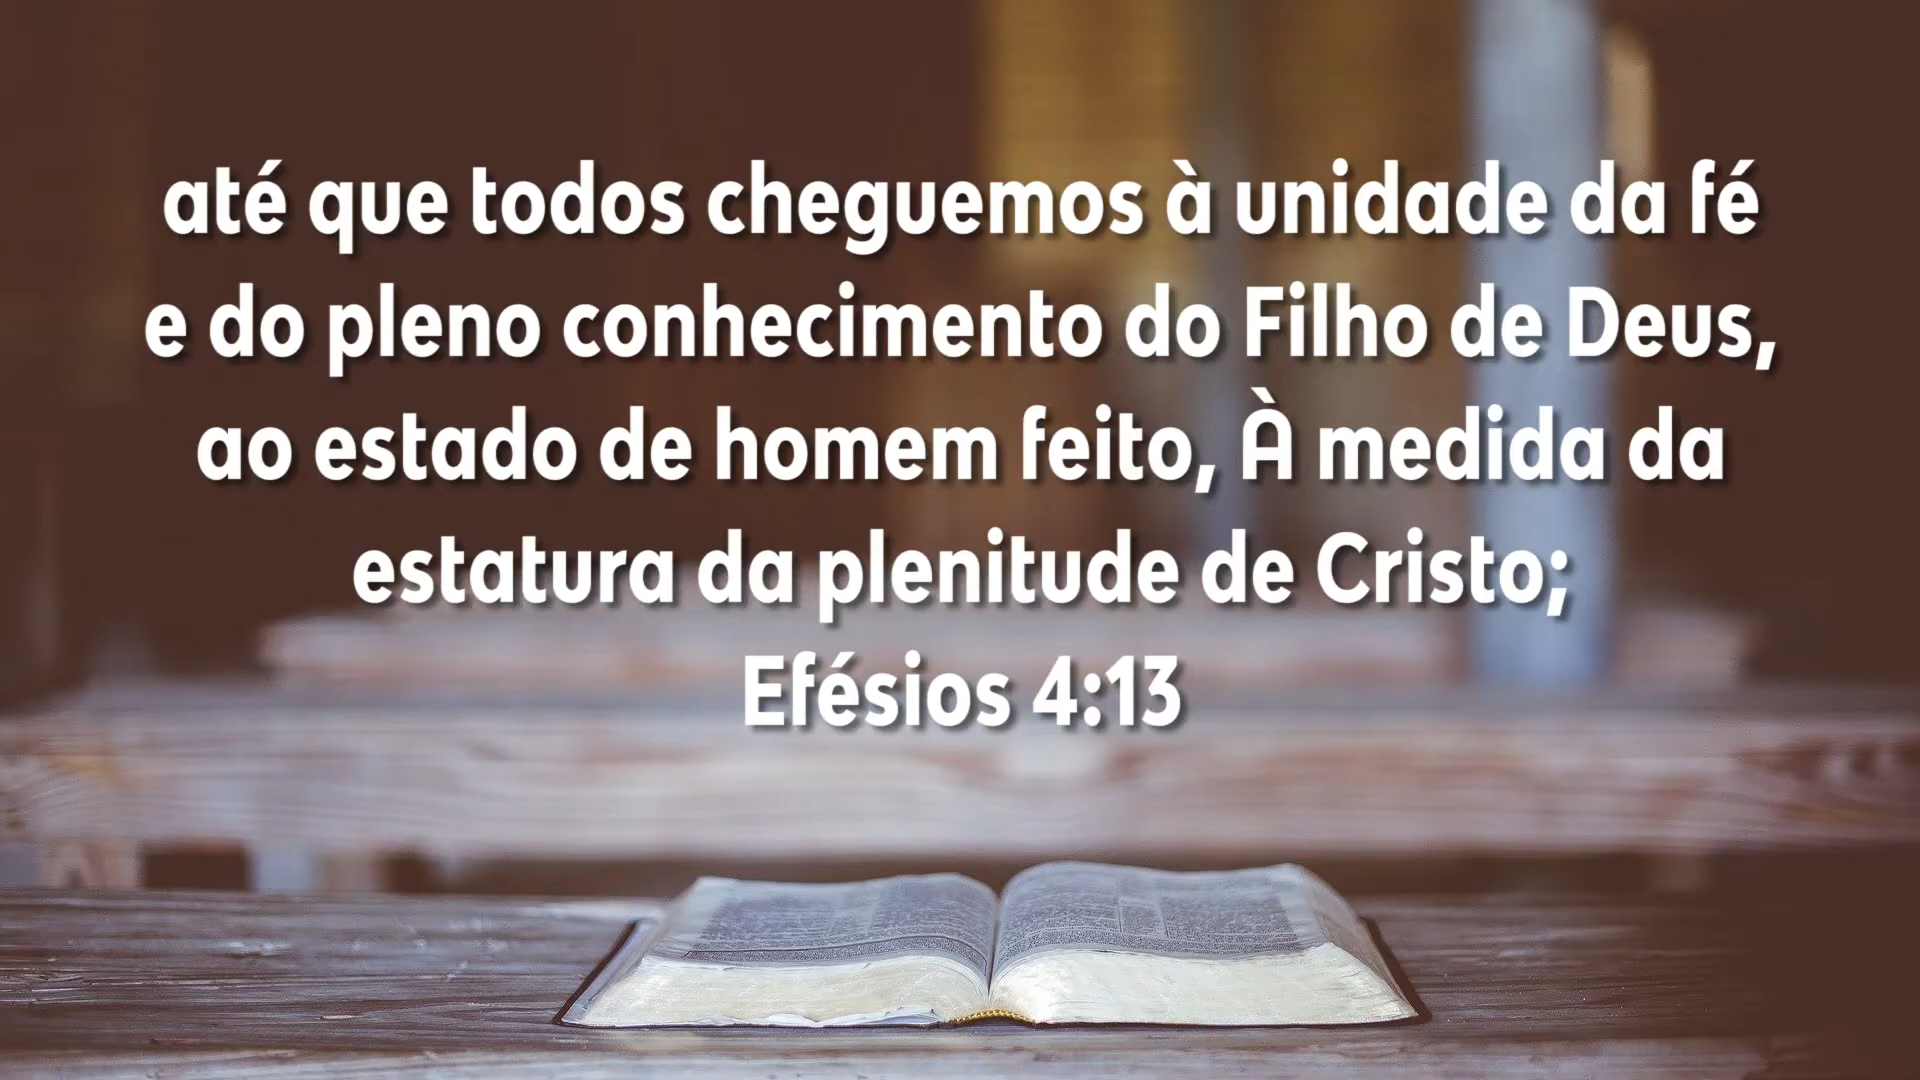 até que todos cheguemos à unidade da fé
e do pleno conhecimento do Filho de Deus,
ao estado de homem feito, À medida da
estatura da plenitude de Cristo;
Efésios 4:13